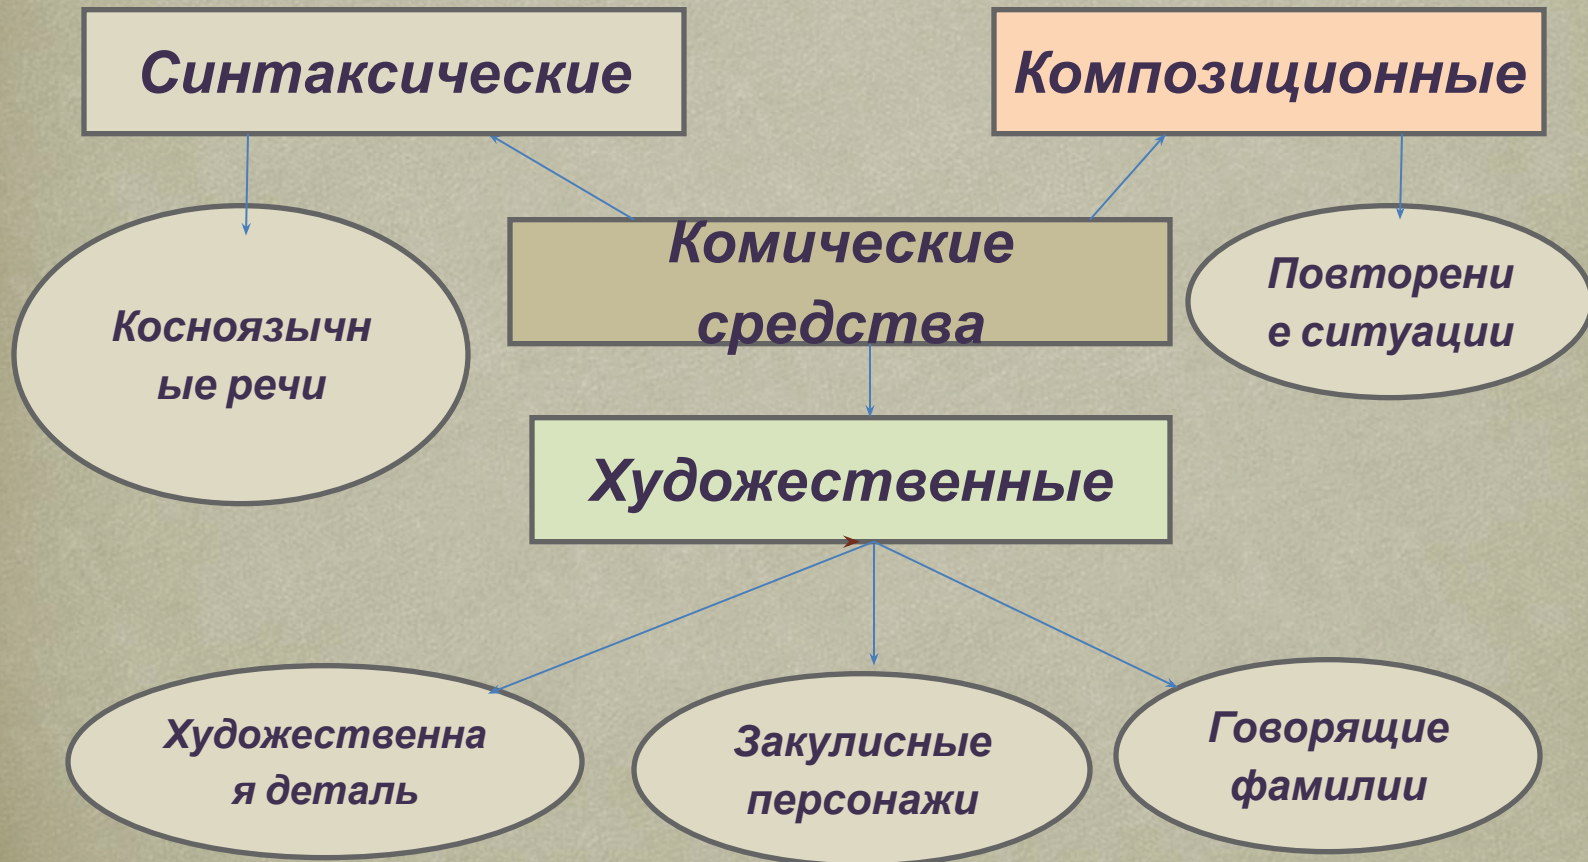 Синтаксические
Композиционные
Комические
средства
Косноязычн
ые речи
Повторени
е ситуации
Художественные
Художественна
я деталь
Закулисные
персонажи
Говорящие
фамилии